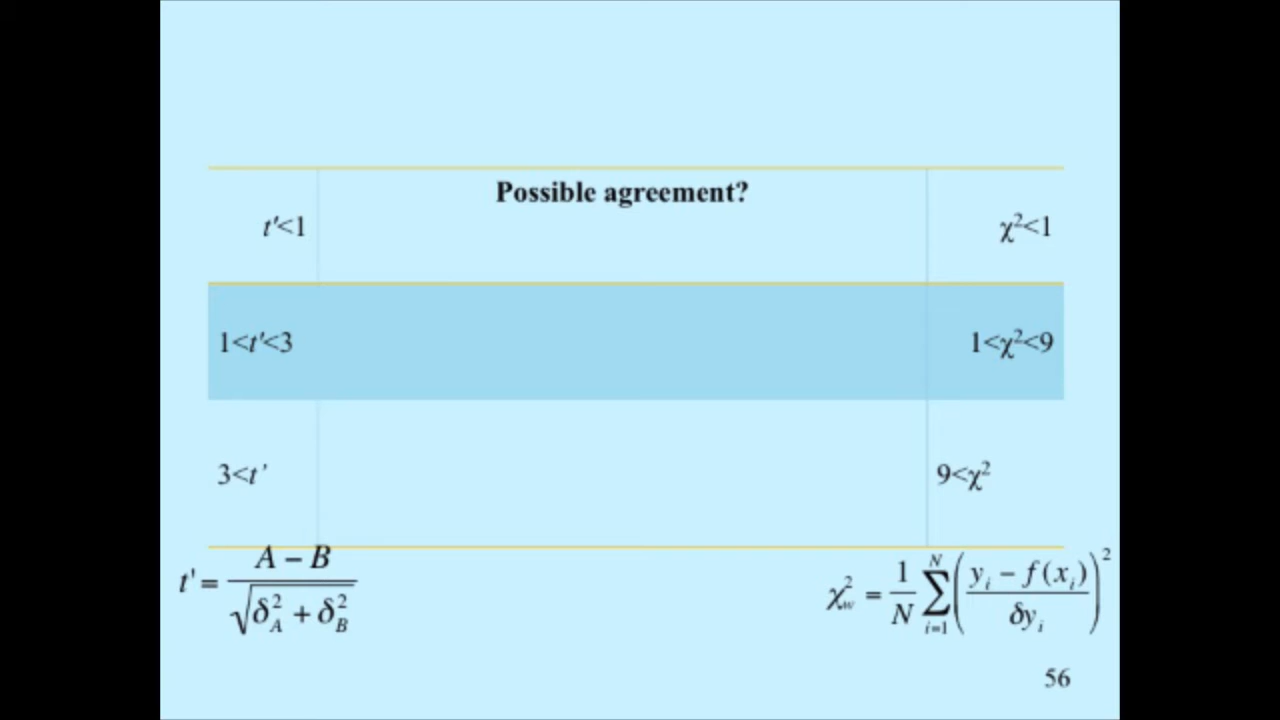 Possible agreement?
t'<1
χ²<1
1<t'<3
1<χ²<9
3<t'
9<χ²
t' = (A – B) / √(δ_A² + δ_B²)
χ_w² = (1/N) ∑_{i=1}^{N} ((y_i – f(x_i)) / δy_i)²
56